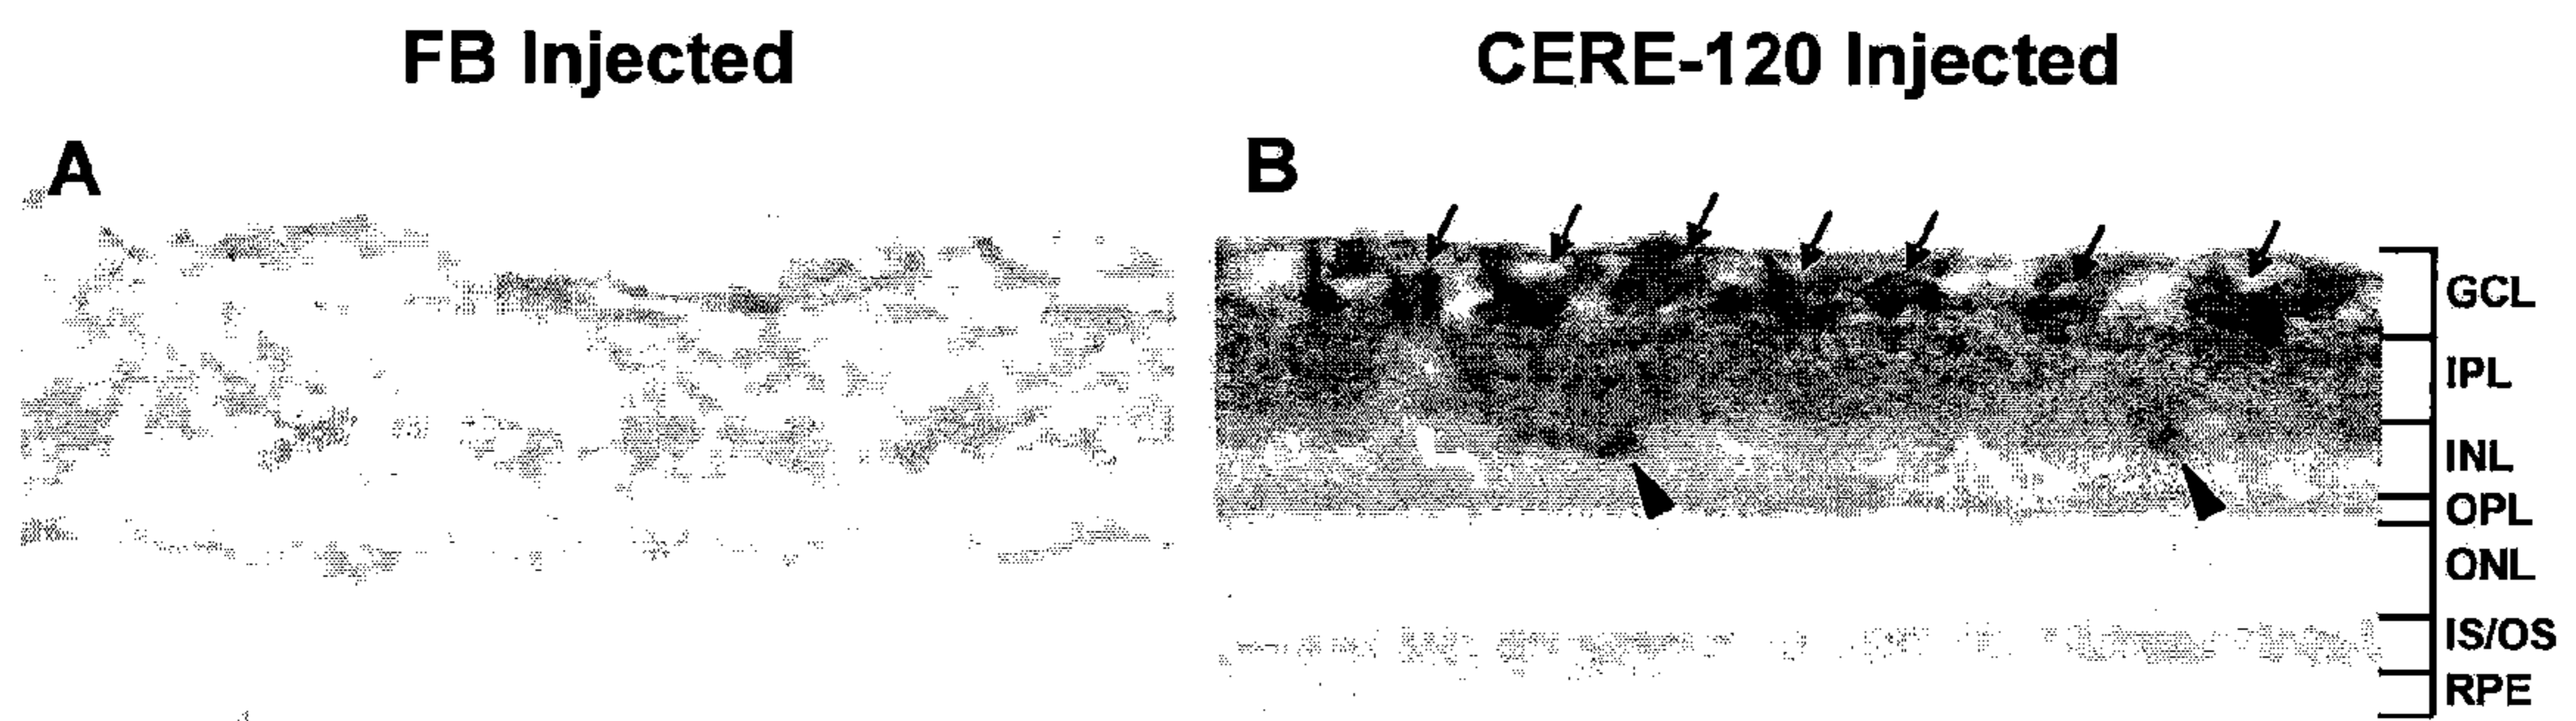 FB Injected
CERE-120 Injected
A
B
GCL
IPL
INL
OPL
ONL
IS/OS
RPE